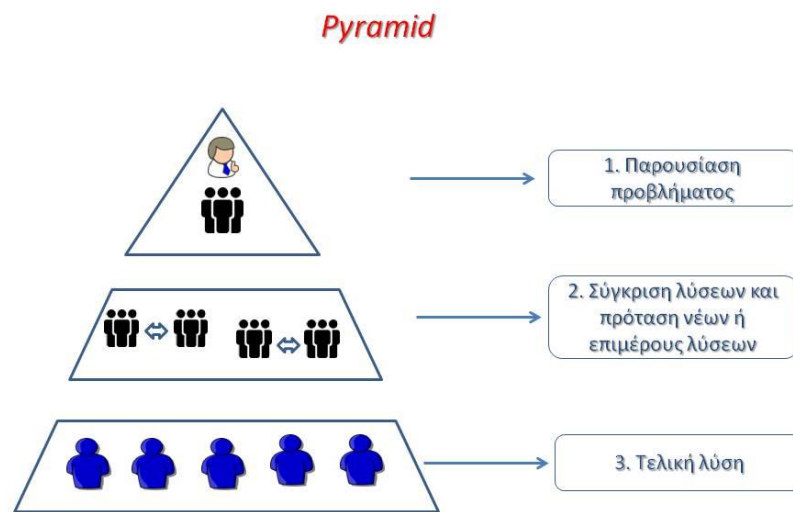 Pyramid
1. Παρουσίαση
προβλήματος
2. Σύγκριση λύσεων και
πρόταση νέων ή
επιμέρους λύσεων
3. Τελική λύση